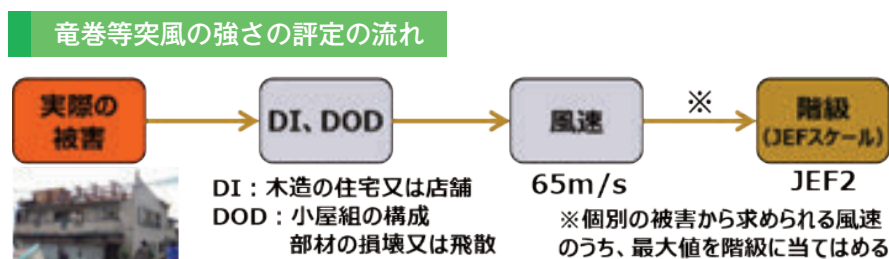 竜巻等突風の強さの評定の流れ
実際の
被害
DI、DOD
風速
※
階級
(JEFスケール)
DI：木造の住宅又は店舗
DOD：小屋組の構成
部材の損壊又は飛散
65m/s
JEF2
※個別の被害から求められる風速
のうち、最大値を階級に当てはめる